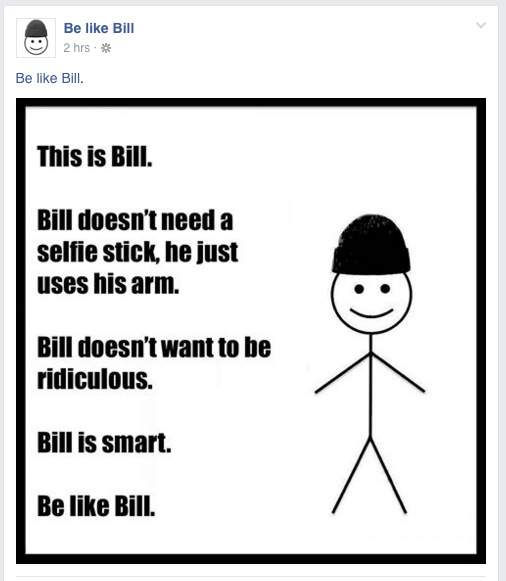 Be like Bill
2 hrs ·
Be like Bill.
This is Bill.
Bill doesn't need a
selfie stick, he just
uses his arm.
Bill doesn't want to be
ridiculous.
Bill is smart.
Be like Bill.